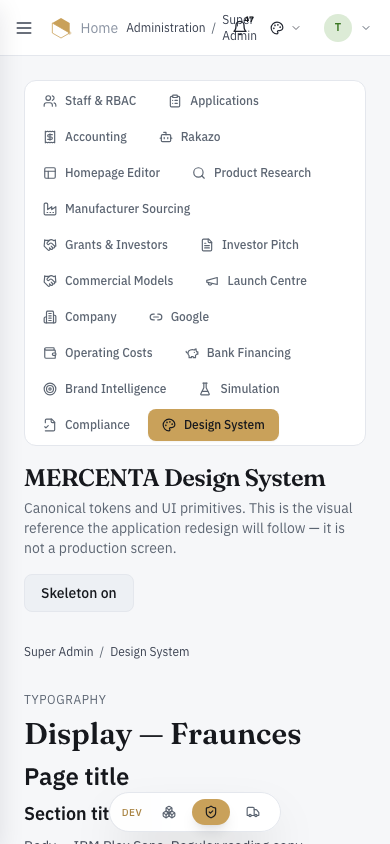 Home Administration / Super Admin 47 T
Staff & RBAC Applications
Accounting Rakazo
Homepage Editor Product Research
Manufacturer Sourcing
Grants & Investors Investor Pitch
Commercial Models Launch Centre
Company Google
Operating Costs Bank Financing
Brand Intelligence Simulation
Compliance Design System
MERCENTA Design System
Canonical tokens and UI primitives. This is the visual
reference the application redesign will follow — it is
not a production screen.
Skeleton on
Super Admin / Design System
TYPOGRAPHY
Display — Fraunces
Page title
Section tit
DEV